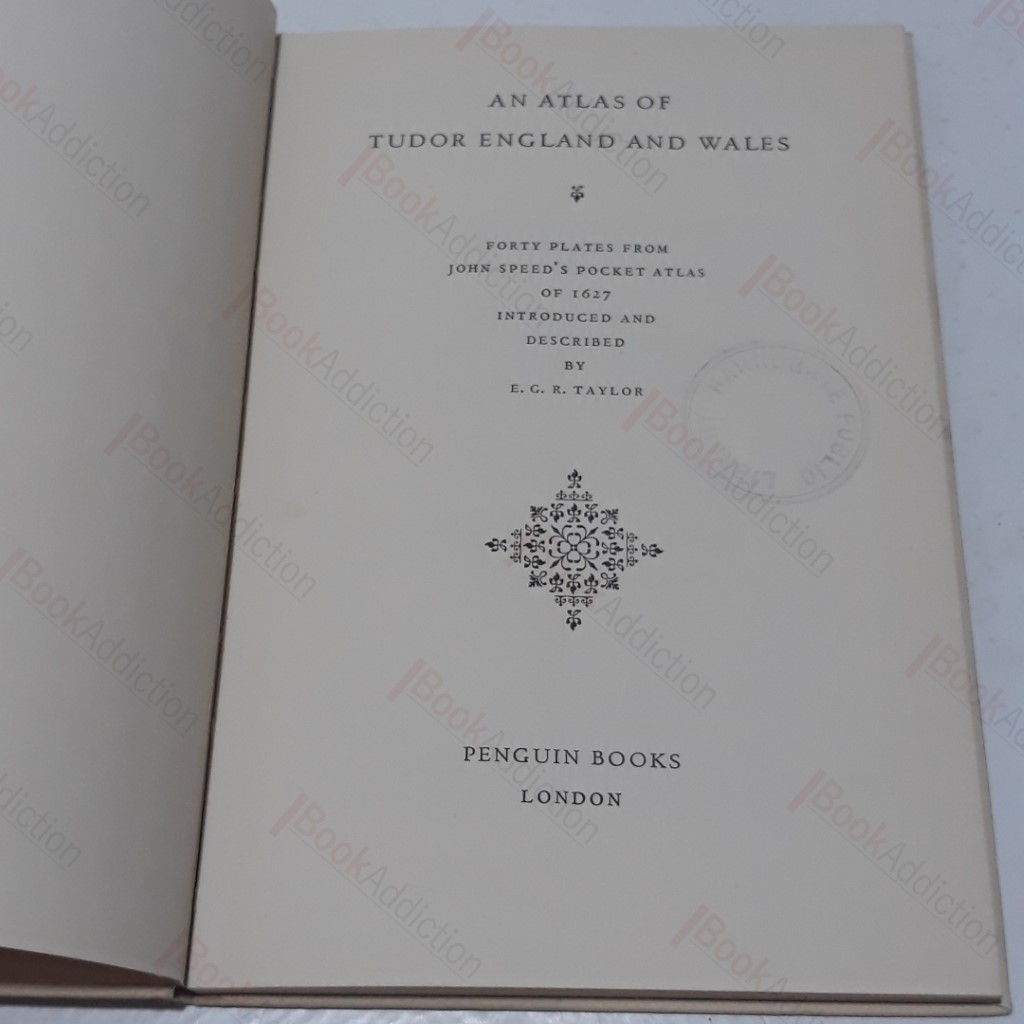 AN ATLAS OF
TUDOR ENGLAND AND WALES
FORTY PLATES FROM
JOHN SPEED'S POCKET ATLAS
OF 1627
INTRODUCED AND
DESCRIBED
BY
E. G. R. TAYLOR
PENGUIN BOOKS
LONDON
BookAddiction